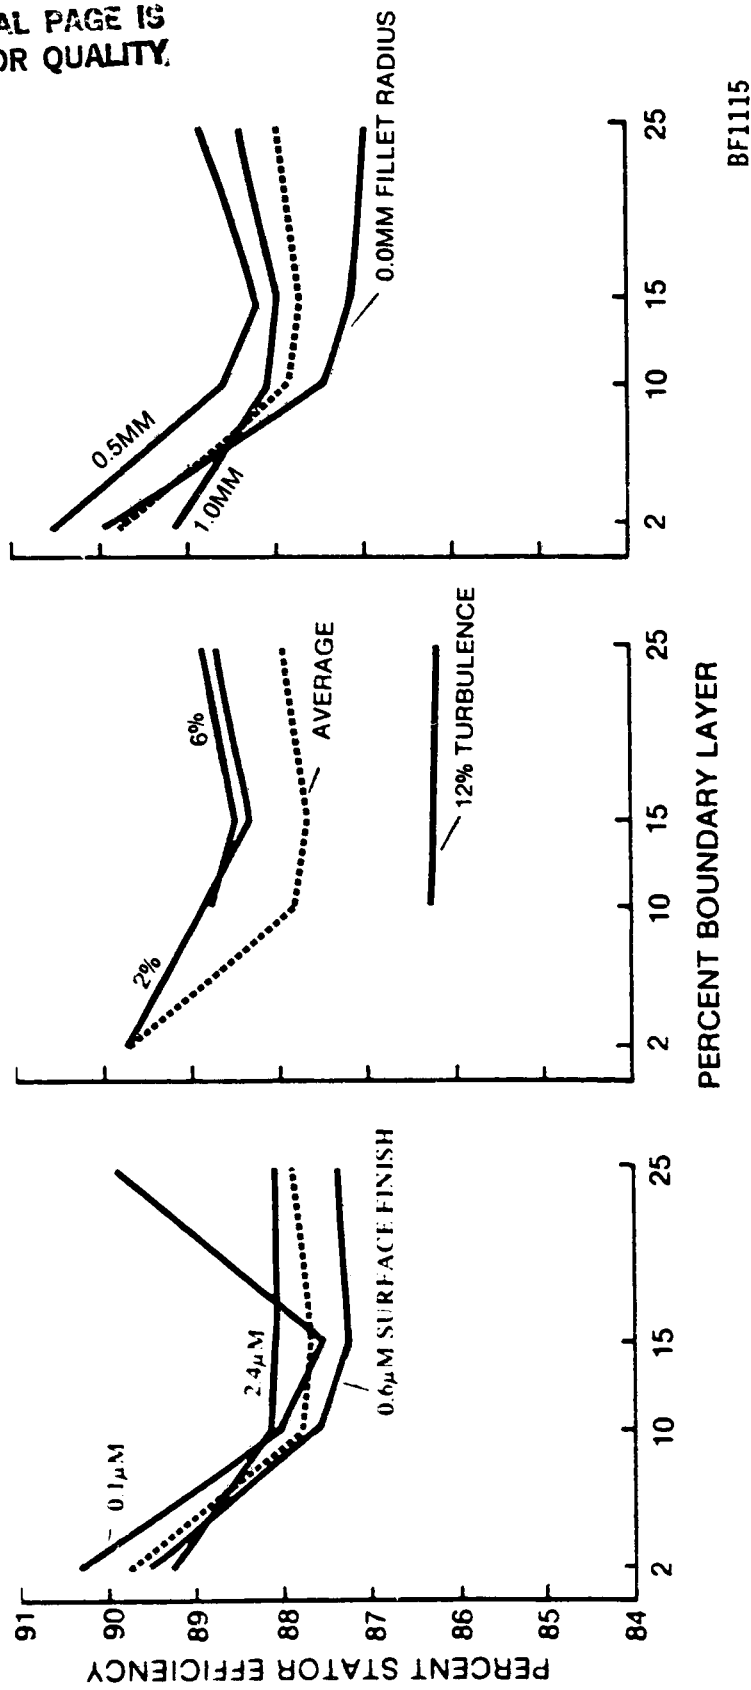 AL PAGE IS
OR QUALITY
PERCENT STATOR EFFICIENCY
91
90
89
88
87
86
85
84
0.1μM
2.4μM
0.6μM SURFACE FINISH
2
10
15
25
2%
6%
AVERAGE
12% TURBULENCE
2
10
15
25
PERCENT BOUNDARY LAYER
0.5MM
1.0MM
0.0MM FILLET RADIUS
2
10
15
25
BF1115